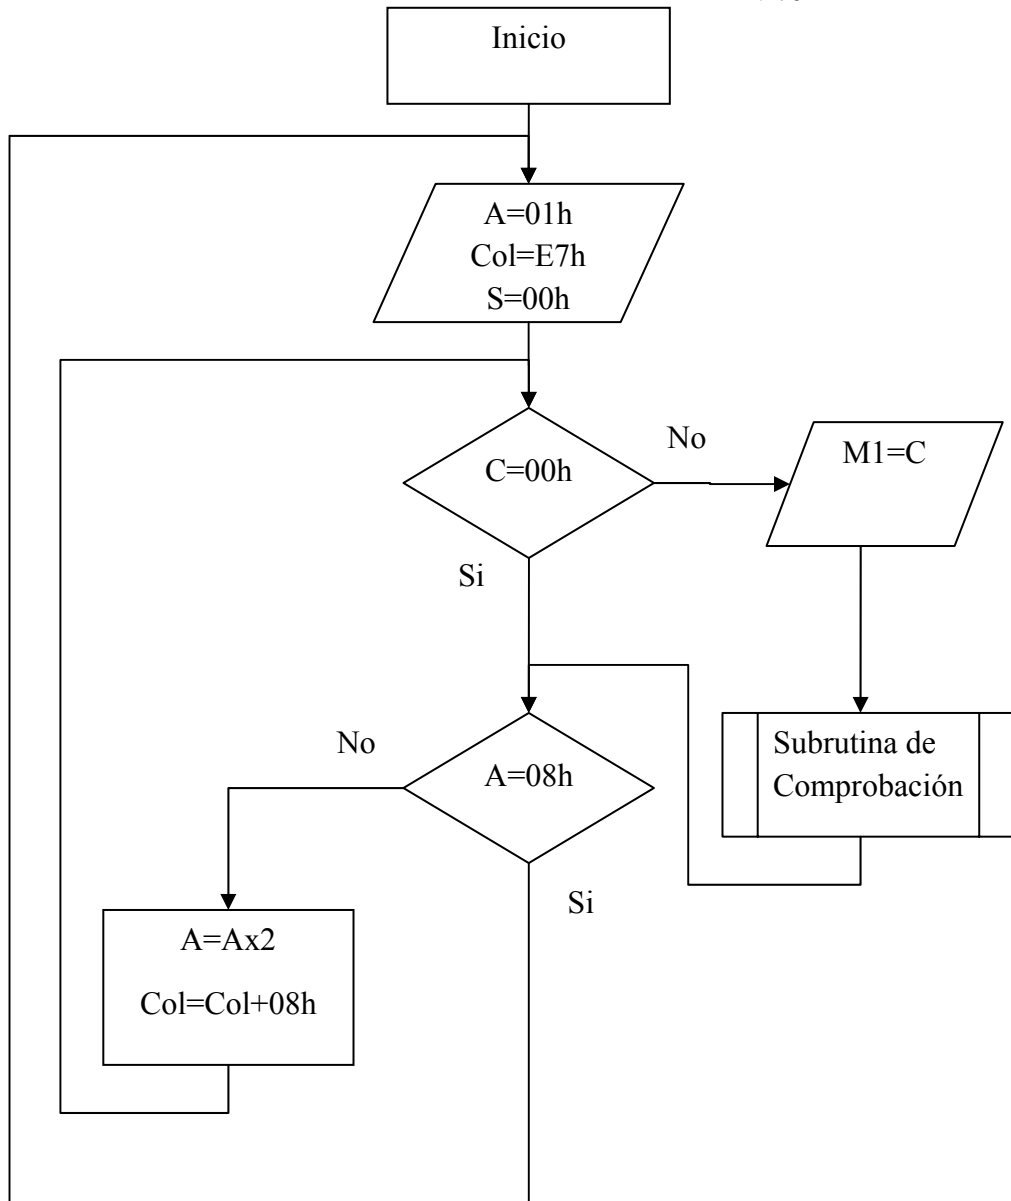 Inicio
A=01h
Col=E7h
S=00h
C=00h
No
M1=C
Si
A=08h
No
Subrutina de
Comprobación
Si
A=Ax2
Col=Col+08h